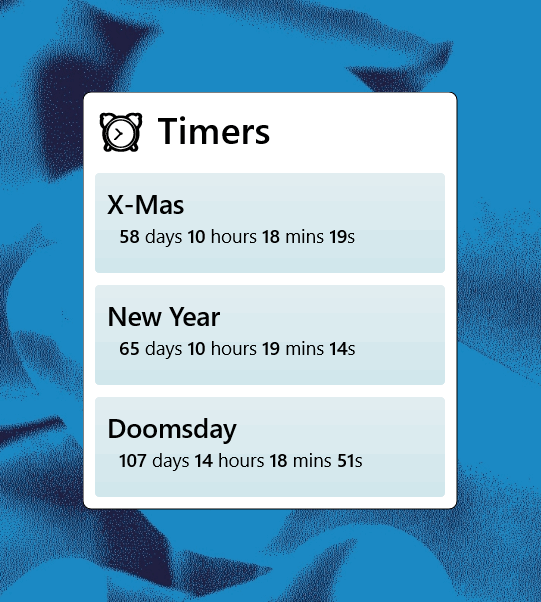 Timers
X-Mas
58 days 10 hours 18 mins 19s
New Year
65 days 10 hours 19 mins 14s
Doomsday
107 days 14 hours 18 mins 51s